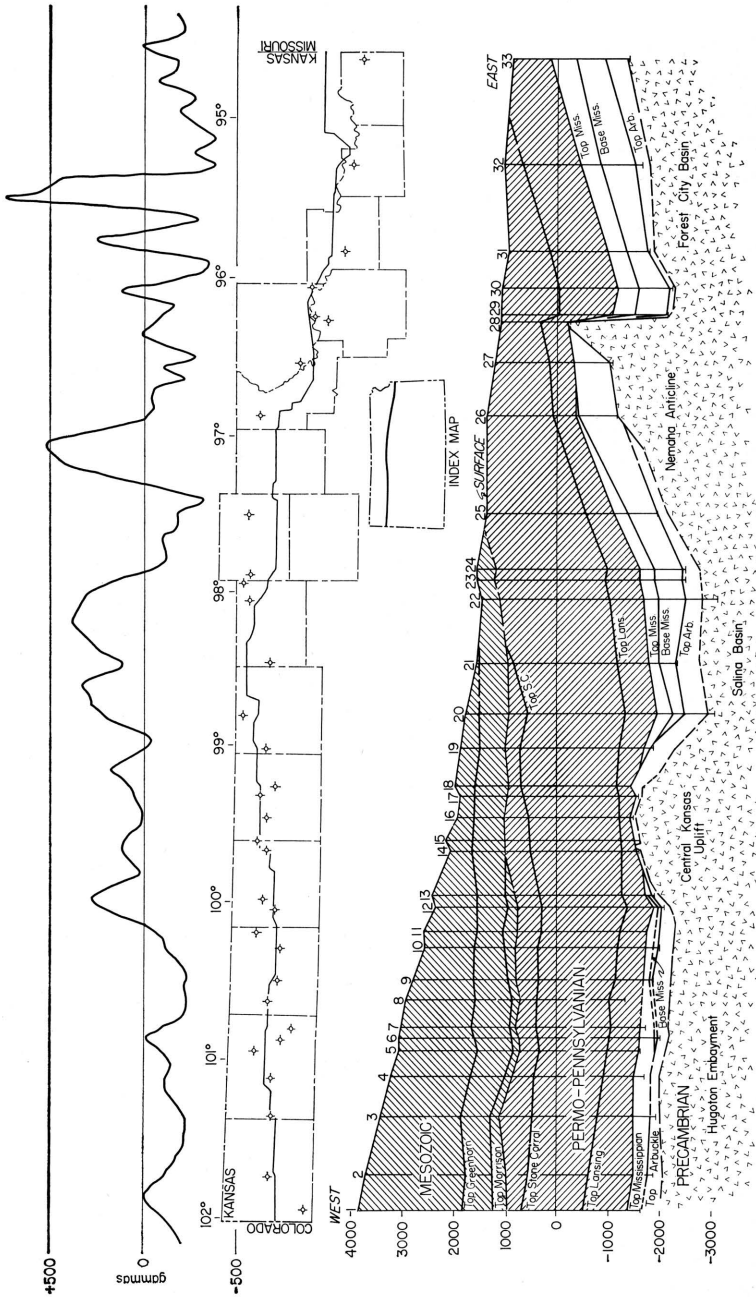 +500
0
-500
gammas
102°
101°
100°
99°
98°
97°
96°
95°
KANSAS
COLORADO
KANSAS
MISSOURI
INDEX MAP
WEST
EAST
1
2
3
4
5
6
7
8
9
10
11
12
13
14
15
16
17
18
19
20
21
22
23
24
25
26
27
28
29
30
31
32
33
SURFACE
4000
3000
2000
1000
0
-1000
-2000
-3000
MESOZOIC
Top Greenhorn
Top Morrison
Top Stone Corral
PERMO-PENNSYLVANIAN
Top Lansing
Top Mississippian
Top Arbuckle
PRECAMBRIAN
Base Miss.
Top S.C.
Top Lans.
Top Miss.
Base Miss.
Top Arb.
Top Miss.
Base Miss.
Top Arb.
Hugoton Embayment
Central Kansas
Uplift
Salina Basin
Nemaha Anticline
Forest City Basin